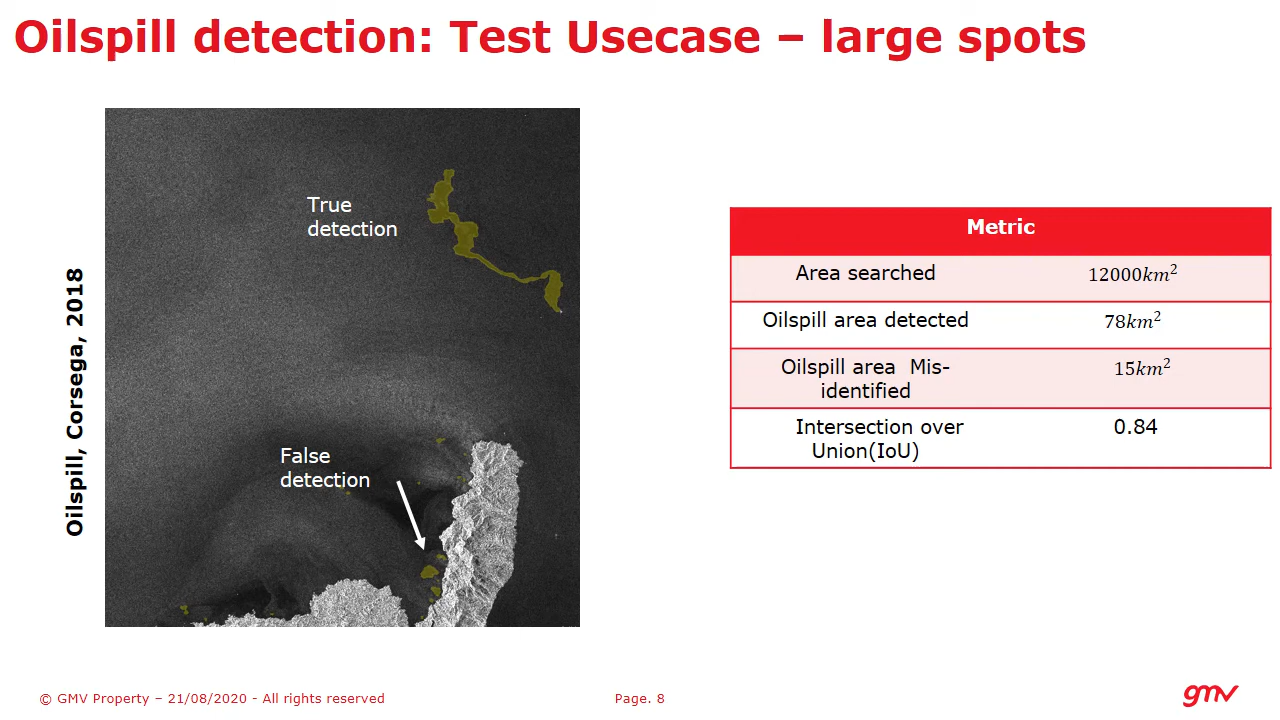 Oilspill detection: Test Usecase – large spots
Oilspill, Corsega, 2018
True
detection
False
detection
Metric
Area searched 12000km²
Oilspill area detected 78km²
Oilspill area Mis-
identified 15km²
Intersection over
Union(IoU) 0.84
© GMV Property – 21/08/2020 - All rights reserved
Page. 8
gmv